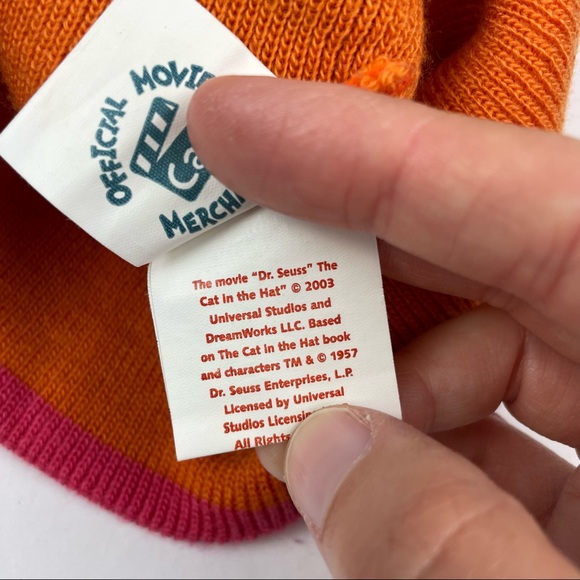 OFFICIAL MOVIE
Ca
MERCH
The movie "Dr. Seuss" The
Cat in the Hat" © 2003
Universal Studios and
DreamWorks LLC. Based
on The Cat in the Hat book
and characters TM & © 1957
Dr. Seuss Enterprises, L.P.
Licensed by Universal
Studios Licensin
All Rights